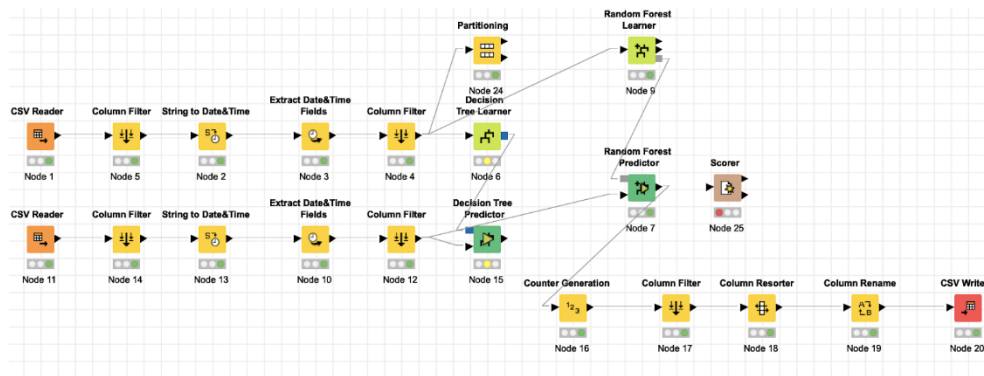 Partitioning
Node 24
Random Forest
Learner
Node 9
CSV Reader
Node 1
Column Filter
Node 5
String to Date&Time
Node 2
Extract Date&Time
Fields
Node 3
Column Filter
Node 4
Decision
Tree Learner
Node 6
Random Forest
Predictor
Node 7
Scorer
Node 25
CSV Reader
Node 11
Column Filter
Node 14
String to Date&Time
Node 13
Extract Date&Time
Fields
Node 10
Column Filter
Node 12
Decision Tree
Predictor
Node 15
Counter Generation
Node 16
Column Filter
Node 17
Column Resorter
Node 18
Column Rename
Node 19
CSV Write
Node 20